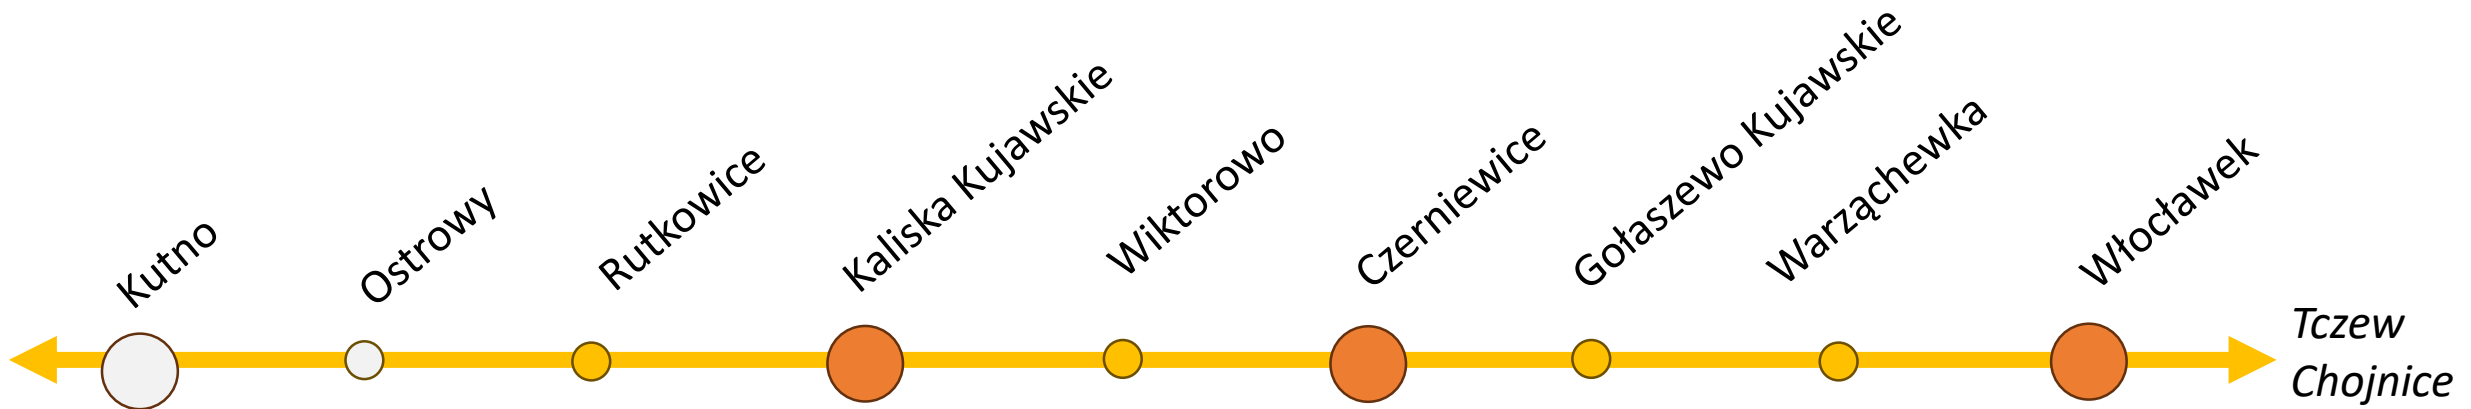 Kutno
Ostrowy
Rutkowice
Kaliska Kujawskie
Wiktorowo
Czerniewice
Gołaszewo Kujawskie
Warząchewka
Włocławek
Tczew
Chojnice